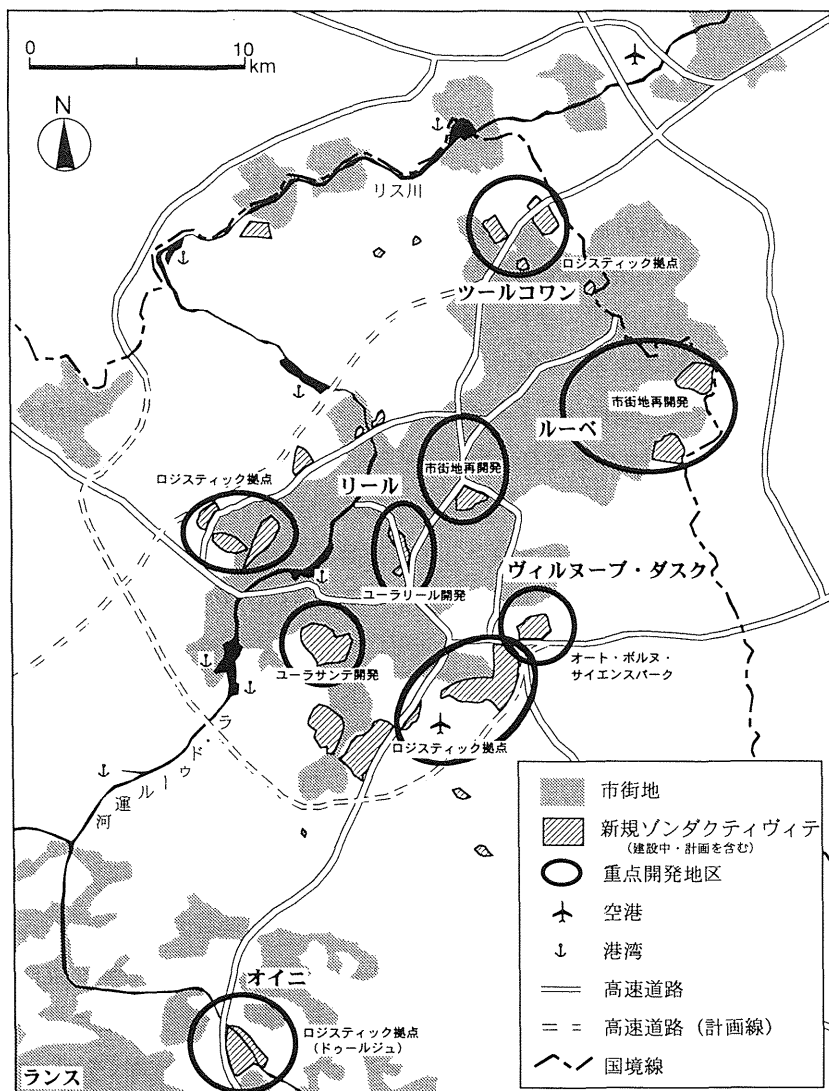 0 10
km
N
リス川
ロジスティック拠点
ツールコワン
市街地再開発
ルーベ
市街地再開発
ロジスティック拠点
リール
ヴィルヌーブ・ダスク
ユーラリール開発
オート・ボルヌ・
サイエンスパーク
ユーラサンテ開発
ロジスティック拠点
ラ・ドゥールル運河
オイニ
ロジスティック拠点
(ドゥールジュ)
ランス
市街地
新規ゾンダクティヴィテ
(建設中・計画を含む)
重点開発地区
空港
港湾
高速道路
高速道路 (計画線)
国境線